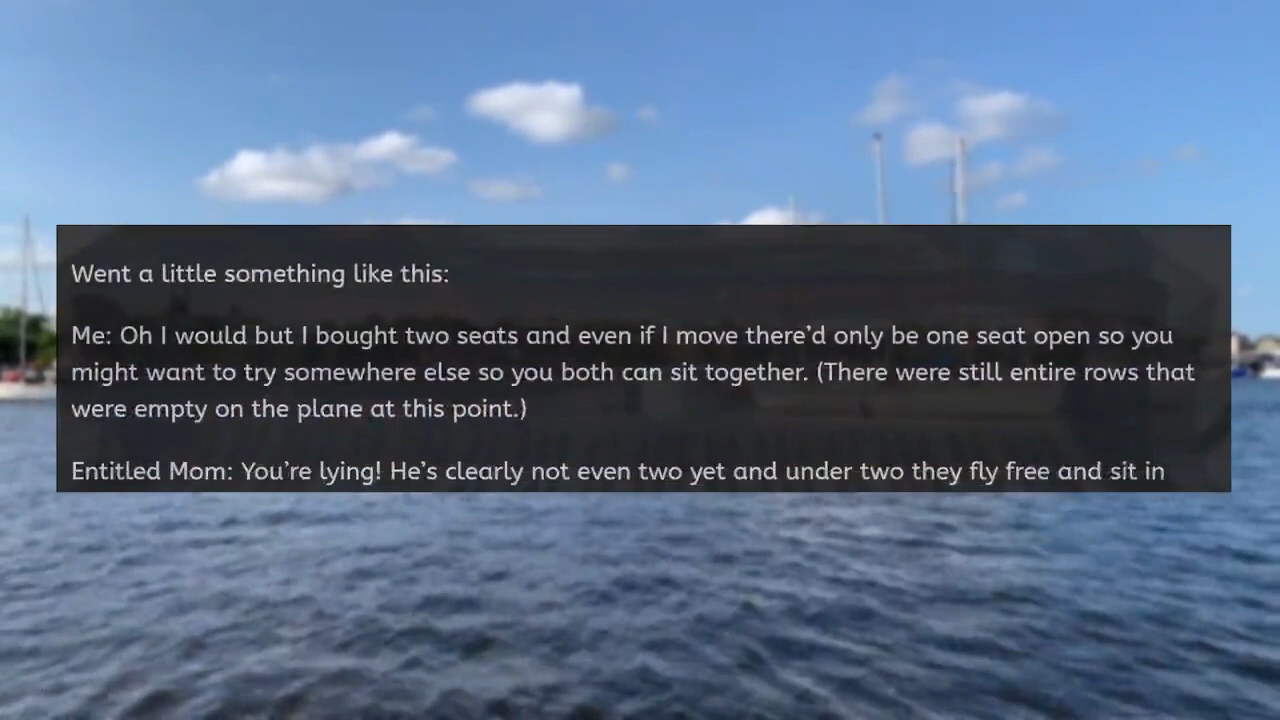 Went a little something like this:
Me: Oh I would but I bought two seats and even if I move there’d only be one seat open so you
might want to try somewhere else so you both can sit together. (There were still entire rows that
were empty on the plane at this point.)
Entitled Mom: You’re lying! He’s clearly not even two yet and under two they fly free and sit in